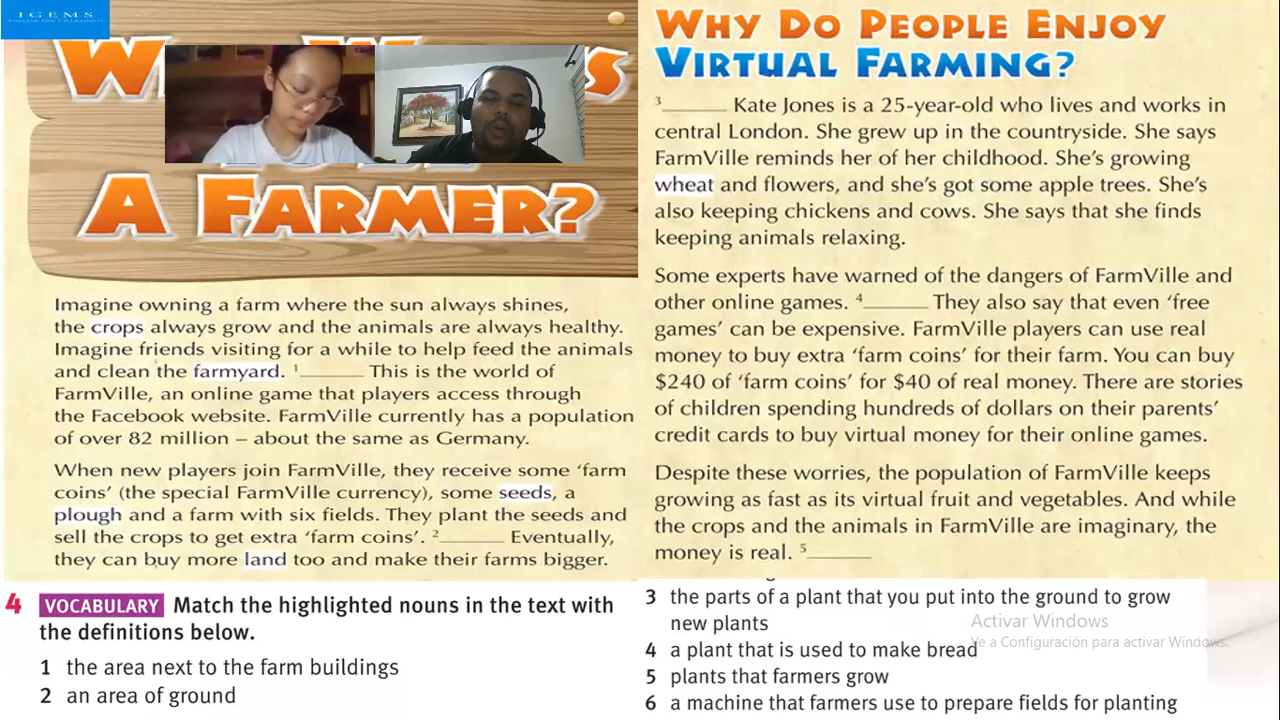 IGEMS
A FARMER?
Imagine owning a farm where the sun always shines,
the crops always grow and the animals are always healthy.
Imagine friends visiting for a while to help feed the animals
and clean the farmyard. ¹______ This is the world of
FarmVille, an online game that players access through
the Facebook website. FarmVille currently has a population
of over 82 million – about the same as Germany.
When new players join FarmVille, they receive some ‘farm
coins’ (the special FarmVille currency), some seeds, a
plough and a farm with six fields. They plant the seeds and
sell the crops to get extra ‘farm coins’. ²______ Eventually,
they can buy more land too and make their farms bigger.
4 VOCABULARY Match the highlighted nouns in the text with
the definitions below.
1 the area next to the farm buildings
2 an area of ground
WHY DO PEOPLE ENJOY
VIRTUAL FARMING?
³______ Kate Jones is a 25-year-old who lives and works in
central London. She grew up in the countryside. She says
FarmVille reminds her of her childhood. She’s growing
wheat and flowers, and she’s got some apple trees. She’s
also keeping chickens and cows. She says that she finds
keeping animals relaxing.
Some experts have warned of the dangers of FarmVille and
other online games. ⁴______ They also say that even ‘free
games’ can be expensive. FarmVille players can use real
money to buy extra ‘farm coins’ for their farm. You can buy
$240 of ‘farm coins’ for $40 of real money. There are stories
of children spending hundreds of dollars on their parents’
credit cards to buy virtual money for their online games.
Despite these worries, the population of FarmVille keeps
growing as fast as its virtual fruit and vegetables. And while
the crops and the animals in FarmVille are imaginary, the
money is real. ⁵______
3 the parts of a plant that you put into the ground to grow
new plants
4 a plant that is used to make bread
5 plants that farmers grow
6 a machine that farmers use to prepare fields for planting
Activar Windows
Ve a Configuración para activar Windows.